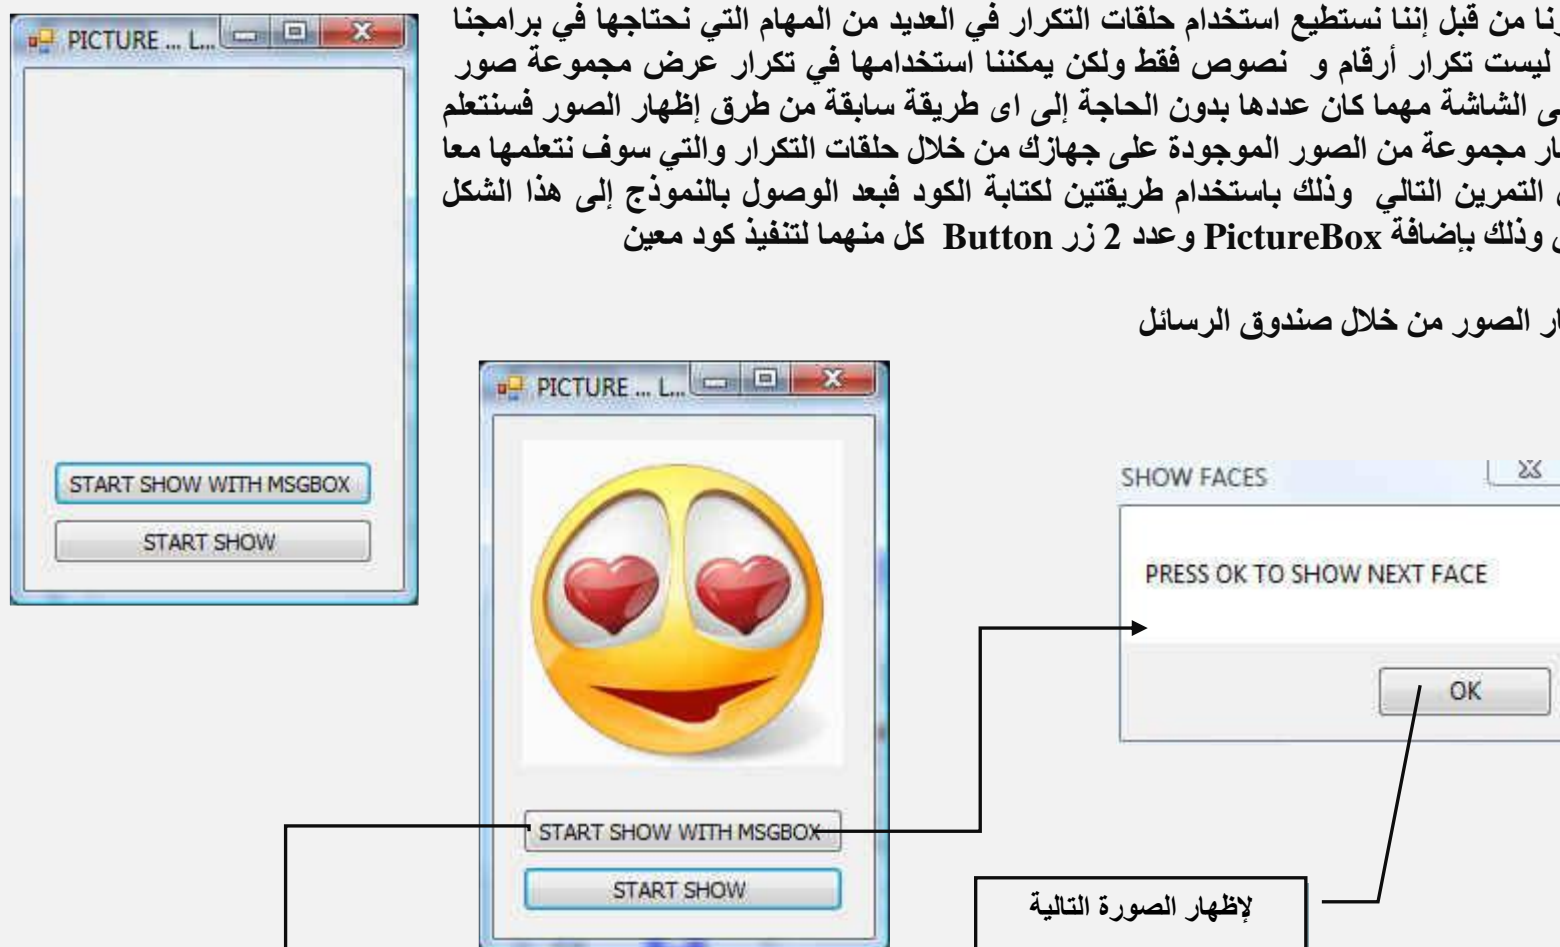 من قبل إننا نستطيع استخدام حلقات التكرار في العديد من المهام التي نحتاجها في برامجنا
ليست تكرار أرقام و نصوص فقط ولكن يمكننا استخدامها في تكرار عرض مجموعة صور
الشاشة مهما كان عددها بدون الحاجة إلى اى طريقة سابقة من طرق إظهار الصور فسنتعلم
مجموعة من الصور الموجودة على جهازك من خلال حلقات التكرار والتي سوف نتعلمها معا
التمرين التالي وذلك باستخدام طريقتين لكتابة الكود فبعد الوصول بالنموذج إلى هذا الشكل
وذلك بإضافة PictureBox وعدد 2 زر Button كل منهما لتنفيذ كود معين
الصور من خلال صندوق الرسائل
PICTURE ... L...
START SHOW WITH MSGBOX
START SHOW
PICTURE ... L...
START SHOW WITH MSGBOX
START SHOW
SHOW FACES
PRESS OK TO SHOW NEXT FACE
OK
لإظهار الصورة التالية